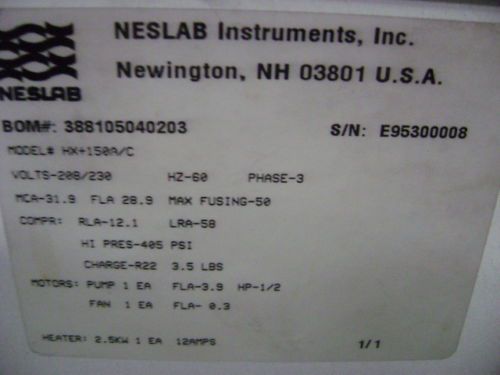 NESLAB Instruments, Inc.
Newington, NH 03801 U.S.A.
NESLAB
BOM#: 388105040203 S/N: E95300008
MODEL# HX+150A/C
VOLTS-208/230 HZ-60 PHASE-3
MCA-31.9 FLA 28.9 MAX FUSING-50
COMPR: RLA-12.1 LRA-58
HI PRES-405 PSI
CHARGE-R22 3.5 LBS
MOTORS: PUMP 1 EA FLA-3.9 HP-1/2
FAN 1 EA FLA- 0.3
HEATER: 2.5KW 1 EA 12AMPS 1/1